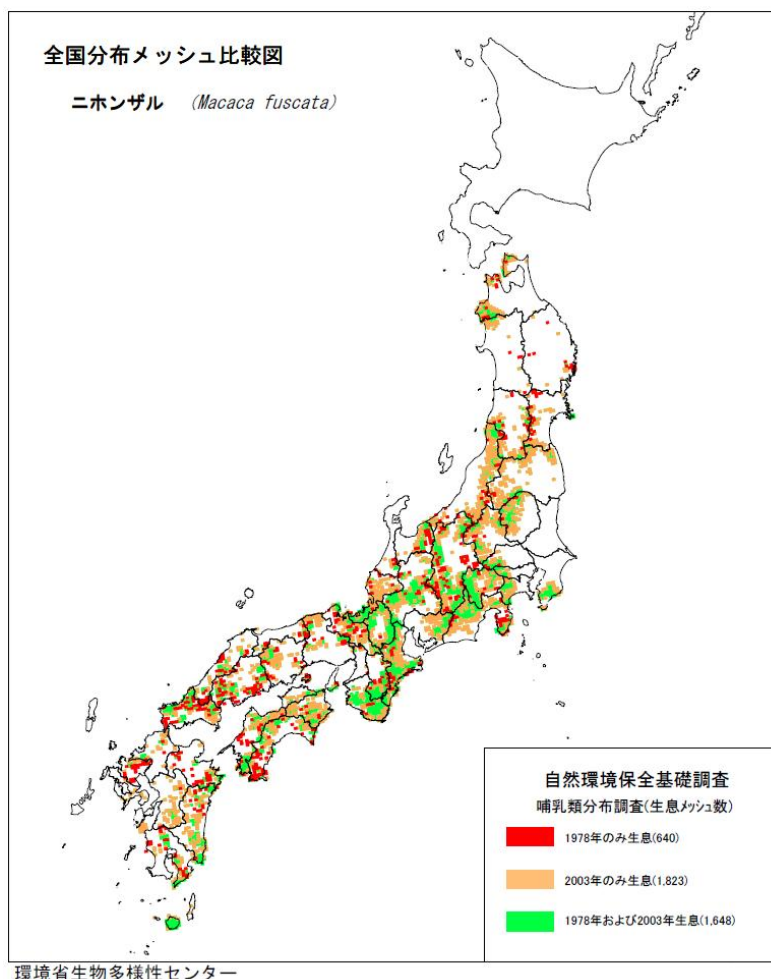 全国分布メッシュ比較図
ニホンザル (Macaca fuscata)
自然環境保全基礎調査
哺乳類分布調査(生息メッシュ数)
1978年のみ生息(640)
2003年のみ生息(1,823)
1978年および2003年生息(1,648)
環境省生物多様性センター